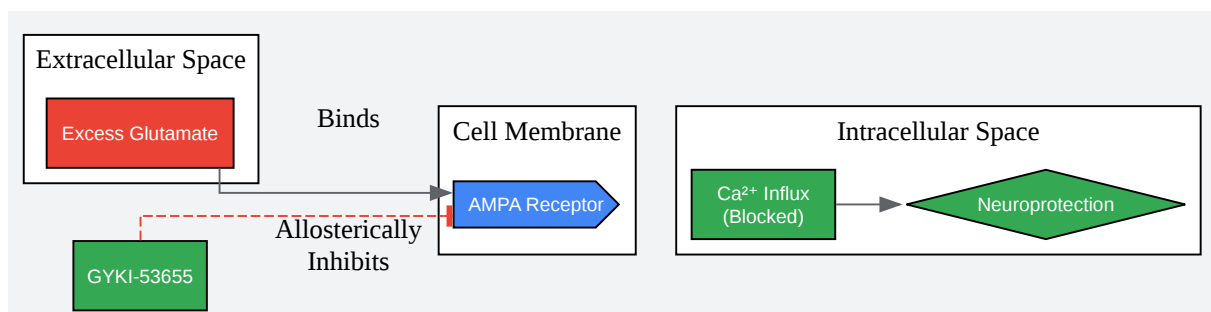 Extracellular Space
Excess Glutamate
Binds
Cell Membrane
AMPA Receptor
Allosterically
Inhibits
GYKI-53655
Intracellular Space
Ca²⁺ Influx
(Blocked)
Neuroprotection